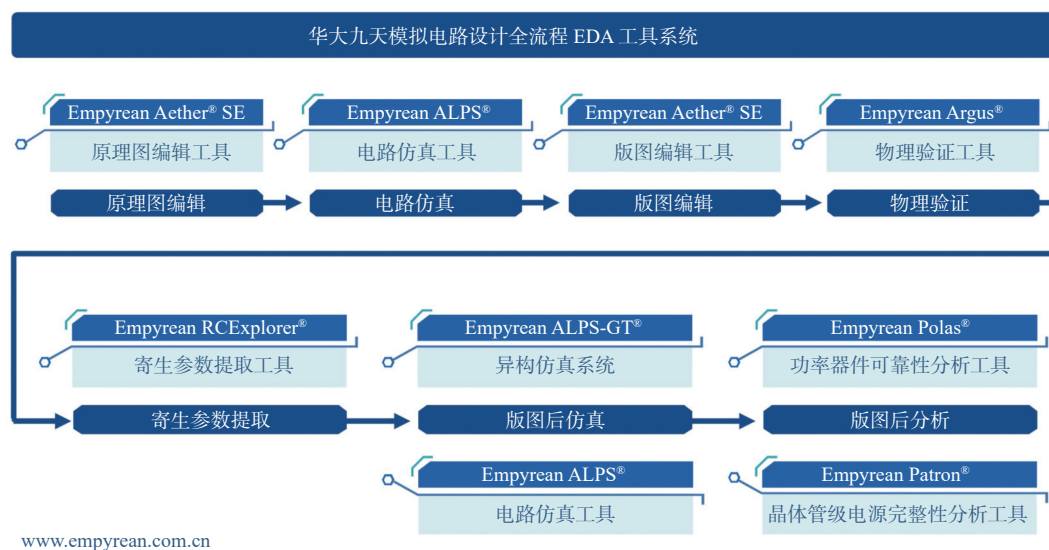 华大九天模拟电路设计全流程 EDA 工具系统
Empyrean Aether® SE
原理图编辑工具
原理图编辑
Empyrean ALPS®
电路仿真工具
电路仿真
Empyrean Aether® SE
版图编辑工具
版图编辑
Empyrean Argus®
物理验证工具
物理验证
Empyrean RCExplorer®
寄生参数提取工具
寄生参数提取
Empyrean ALPS-GT®
异构仿真系统
版图后仿真
Empyrean ALPS®
电路仿真工具
Empyrean Polas®
功率器件可靠性分析工具
版图后分析
Empyrean Patron®
晶体管级电源完整性分析工具
www.empyrean.com.cn